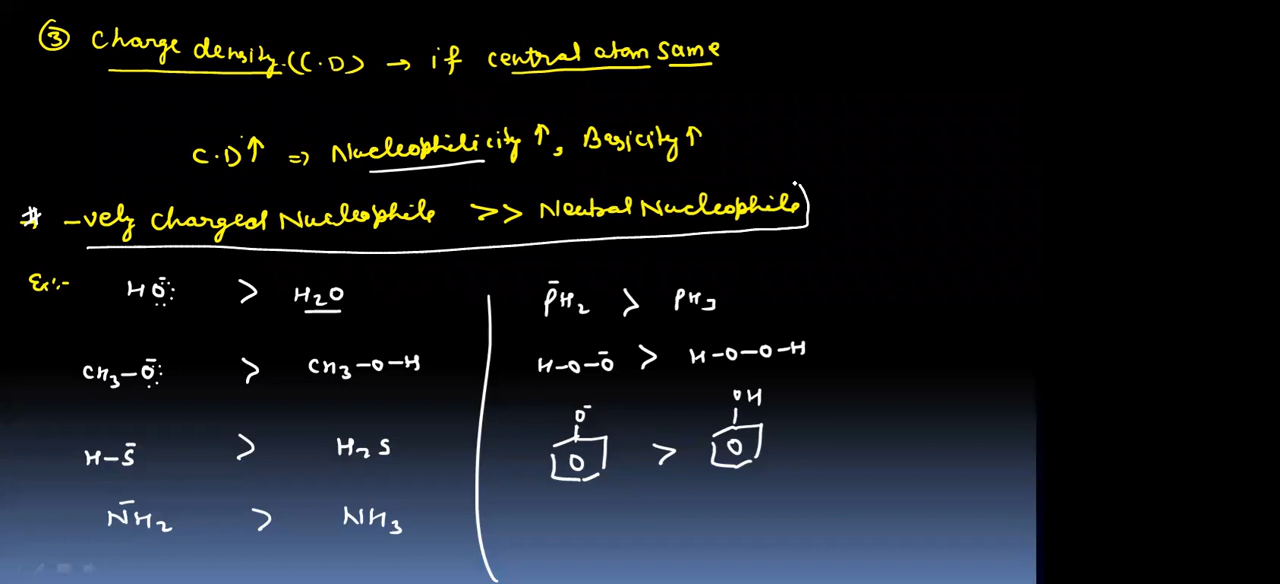 ③ Charge density. (C.D) → if central atom same
C.D↑ ⇒ Nucleophilicity ↑, Basicity ↑
# -vely charged Nucleophile >> Neutral Nucleophile
Ex:-
HŌ: > H₂O
CH₃-Ō: > CH₃-O-H
H-S̄ > H₂S
N̄H₂ > NH₃
P̄H₂ > PH₃
H-O-Ō > H-O-O-H
O⁻ OH
O > O